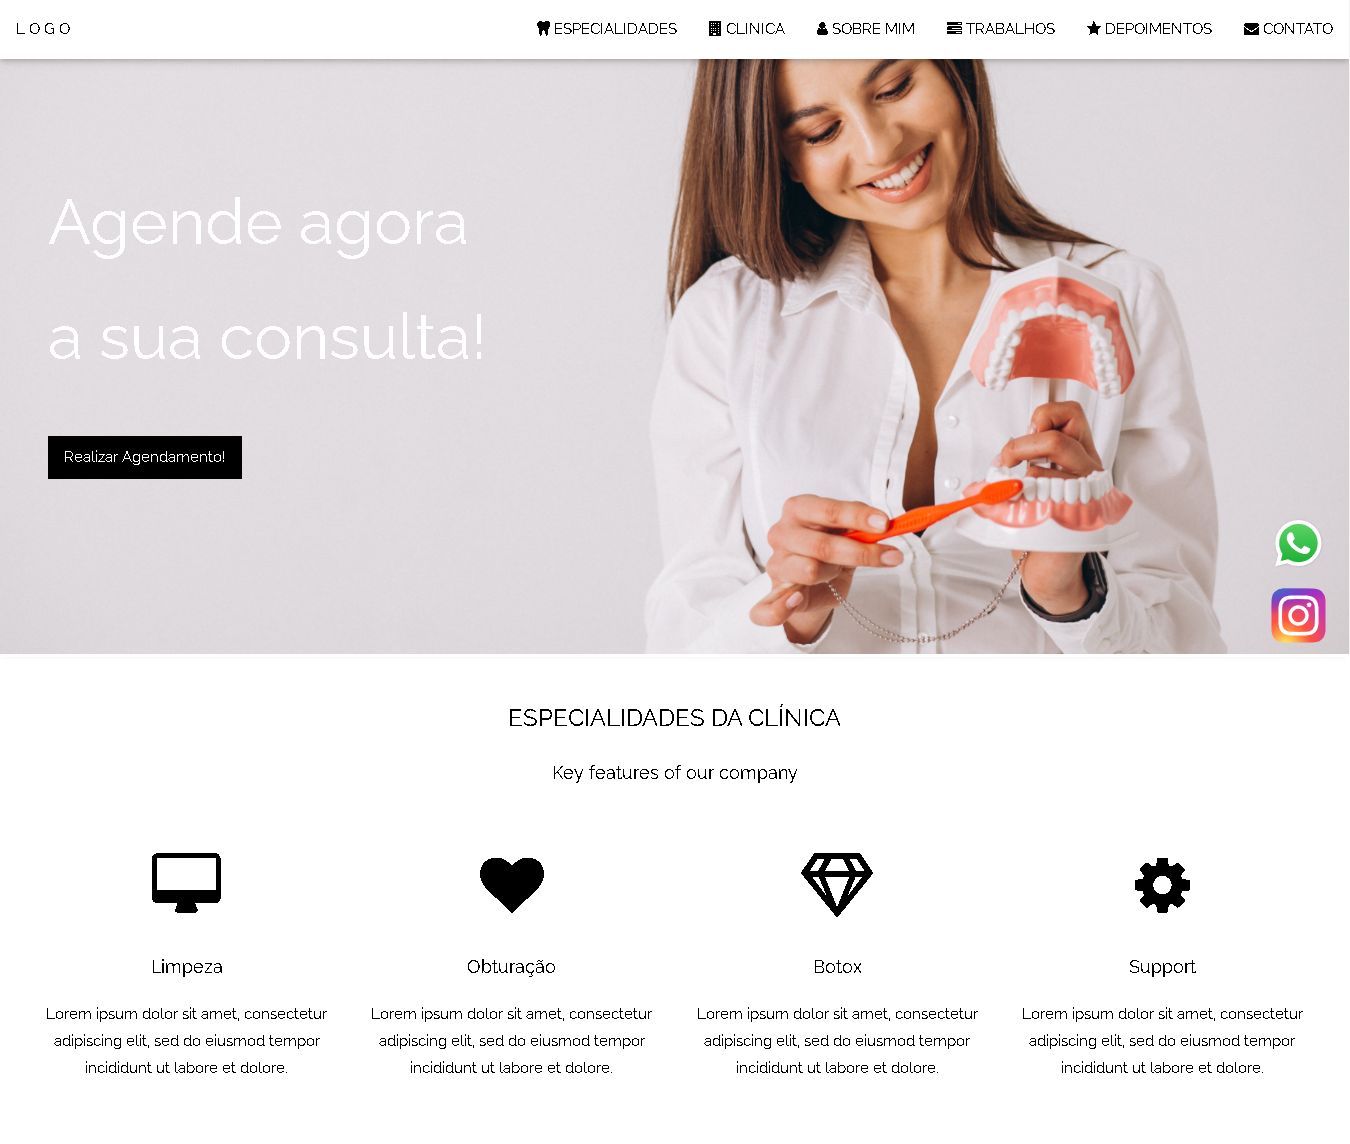 LOGO
ESPECIALIDADES
CLINICA
SOBRE MIM
TRABALHOS
DEPOIMENTOS
CONTATO
Agende agora
a sua consulta!
Realizar Agendamento!
ESPECIALIDADES DA CLÍNICA
Key features of our company
Limpeza
Lorem ipsum dolor sit amet, consectetur
adipiscing elit, sed do eiusmod tempor
incididunt ut labore et dolore.
Obturação
Lorem ipsum dolor sit amet, consectetur
adipiscing elit, sed do eiusmod tempor
incididunt ut labore et dolore.
Botox
Lorem ipsum dolor sit amet, consectetur
adipiscing elit, sed do eiusmod tempor
incididunt ut labore et dolore.
Support
Lorem ipsum dolor sit amet, consectetur
adipiscing elit, sed do eiusmod tempor
incididunt ut labore et dolore.